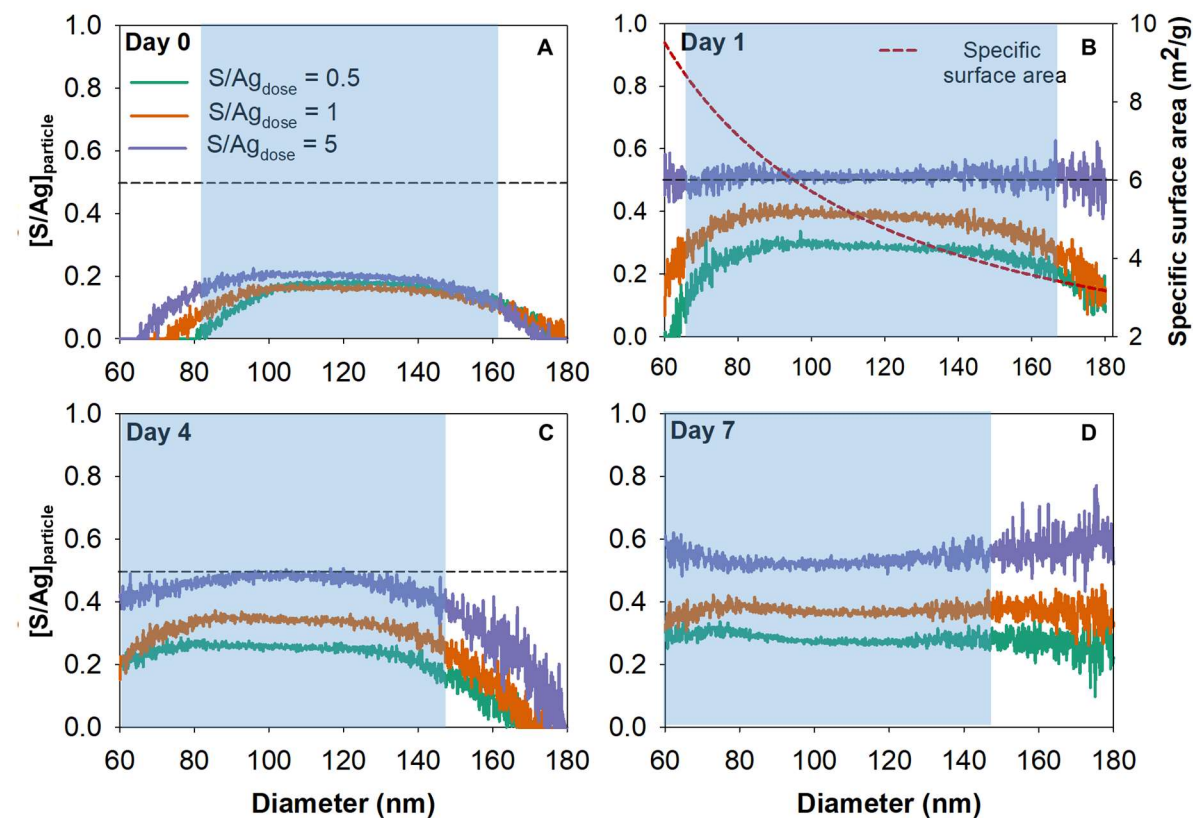 Day 0
A
S/Ag_dose = 0.5
S/Ag_dose = 1
S/Ag_dose = 5
[S/Ag]_particle
1.0
0.8
0.6
0.4
0.2
0.0
60 80 100 120 140 160 180
Day 1
B
Specific
surface area
1.0
0.8
0.6
0.4
0.2
0.0
60 80 100 120 140 160 180
10
8
6
4
2
Specific surface area (m²/g)
Day 4
C
[S/Ag]_particle
1.0
0.8
0.6
0.4
0.2
0.0
60 80 100 120 140 160 180
Diameter (nm)
Day 7
D
1.0
0.8
0.6
0.4
0.2
0.0
60 80 100 120 140 160 180
Diameter (nm)